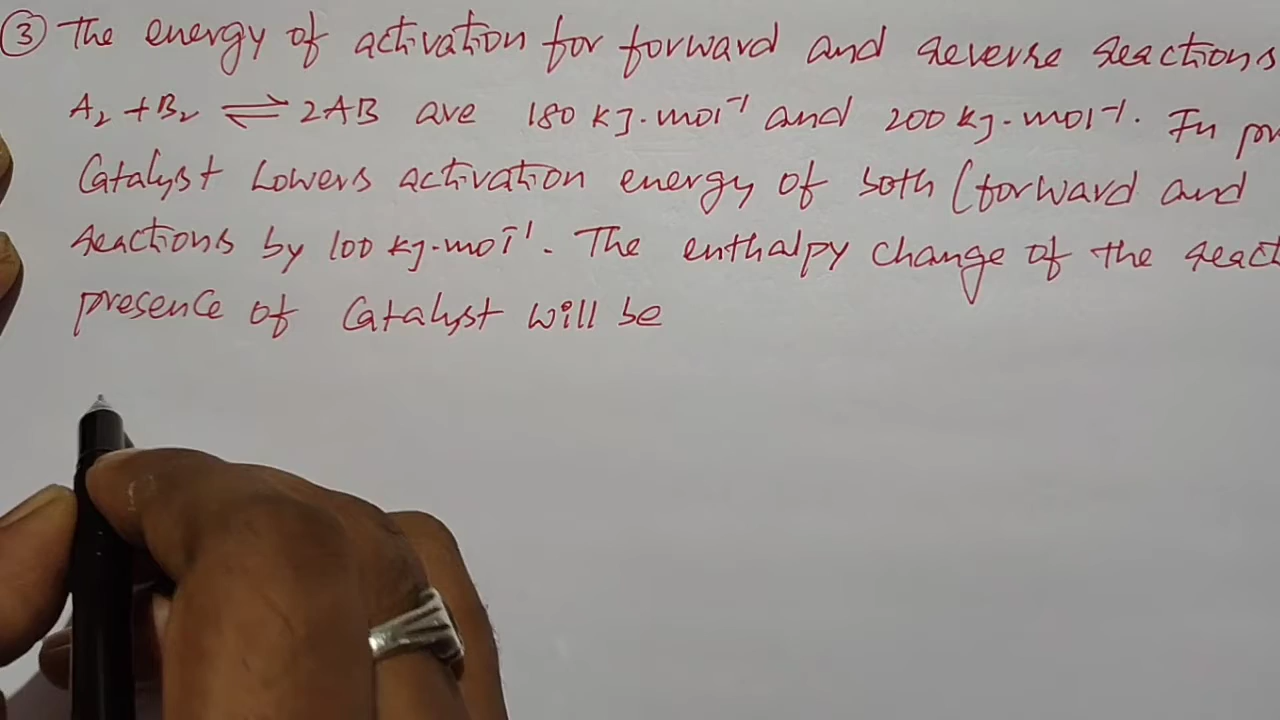 ③ The energy of activation for forward and reverse reactions
A₂ + B₂ ⇌ 2AB are 180 kJ.mol⁻¹ and 200 kJ.mol⁻¹. In
Catalyst Lowers activation energy of both (forward and
reactions by 100 kJ.mol⁻¹. The enthalpy change of the
presence of Catalyst will be